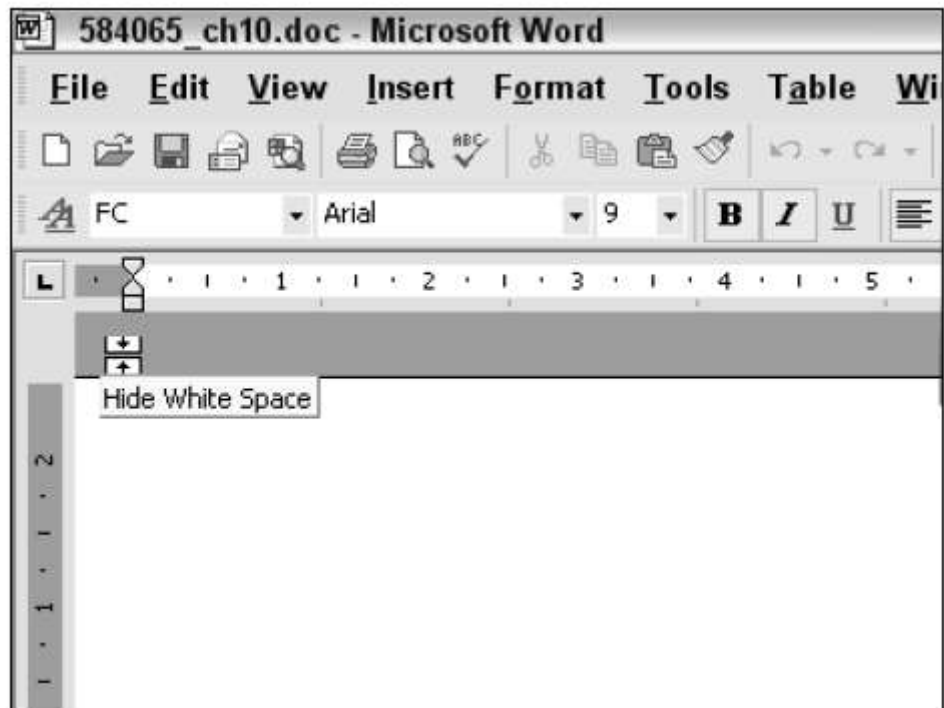 584065_ch10.doc - Microsoft Word
File Edit View Insert Format Tools Table Wi
ABC
FC Arial 9 B I U
L 1 2 3 4 5
Hide White Space
2
1